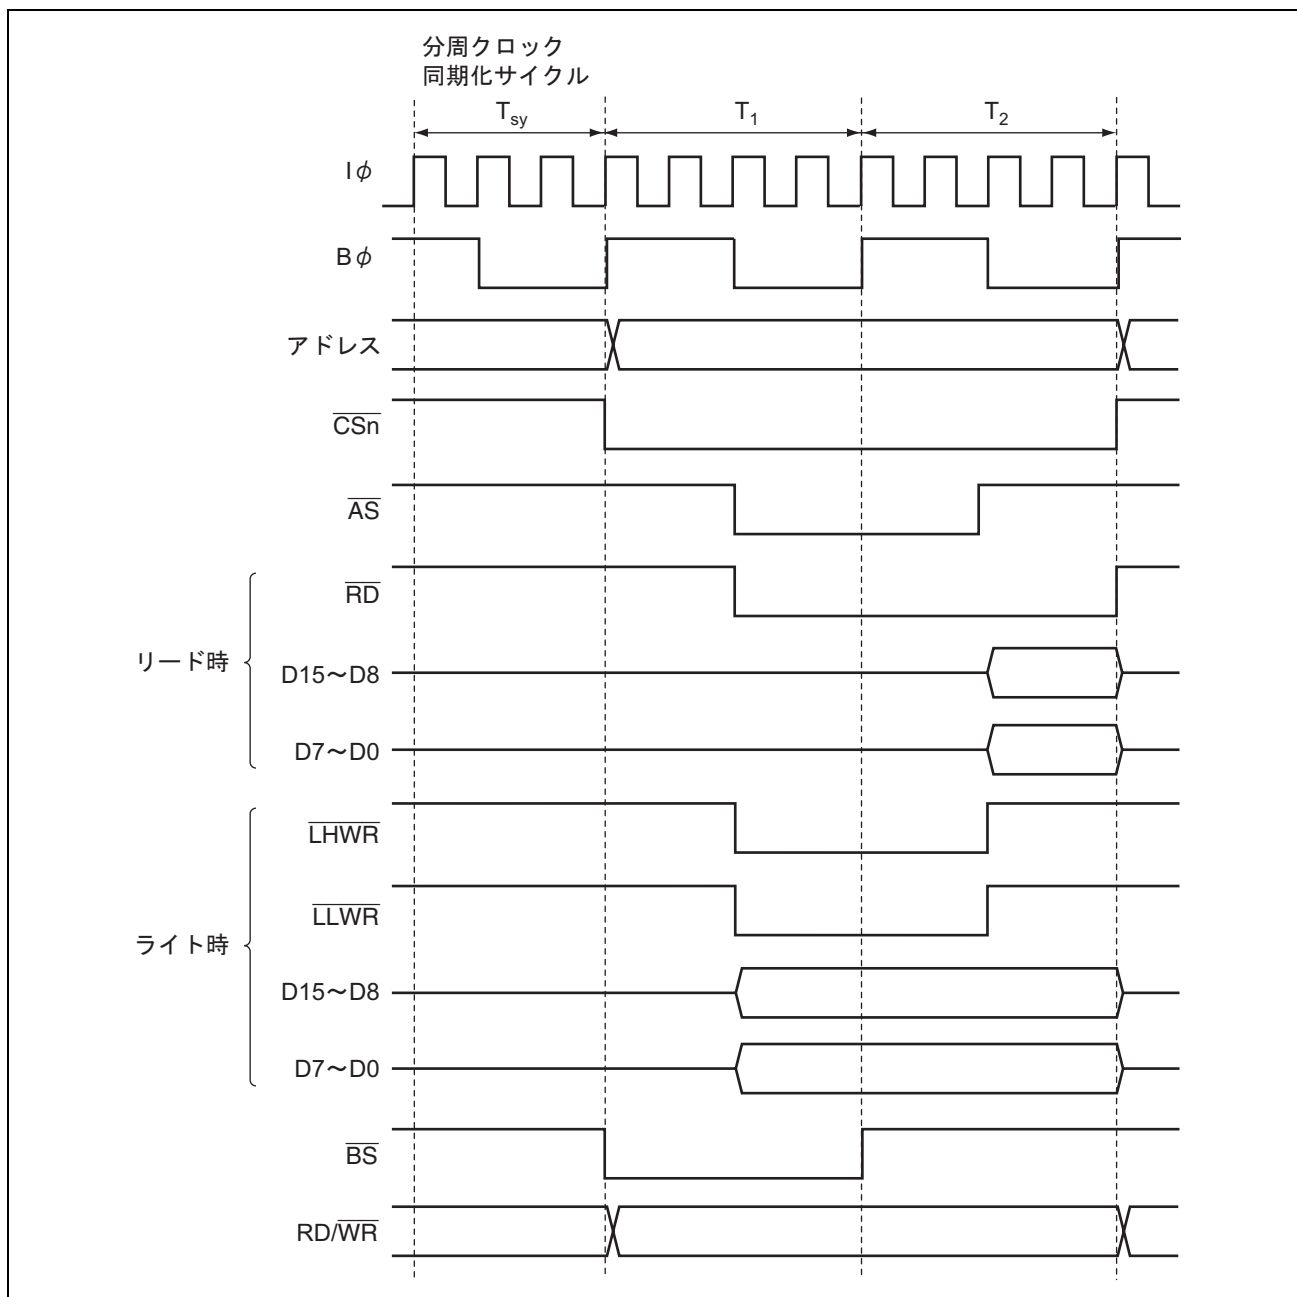 分周クロック
同期化サイクル
Tsy
T1
T2
Iφ
Bφ
アドレス
CSn
AS
RD
リード時
D15～D8
D7～D0
LHWR
LLWR
ライト時
D15～D8
D7～D0
BS
RD/WR